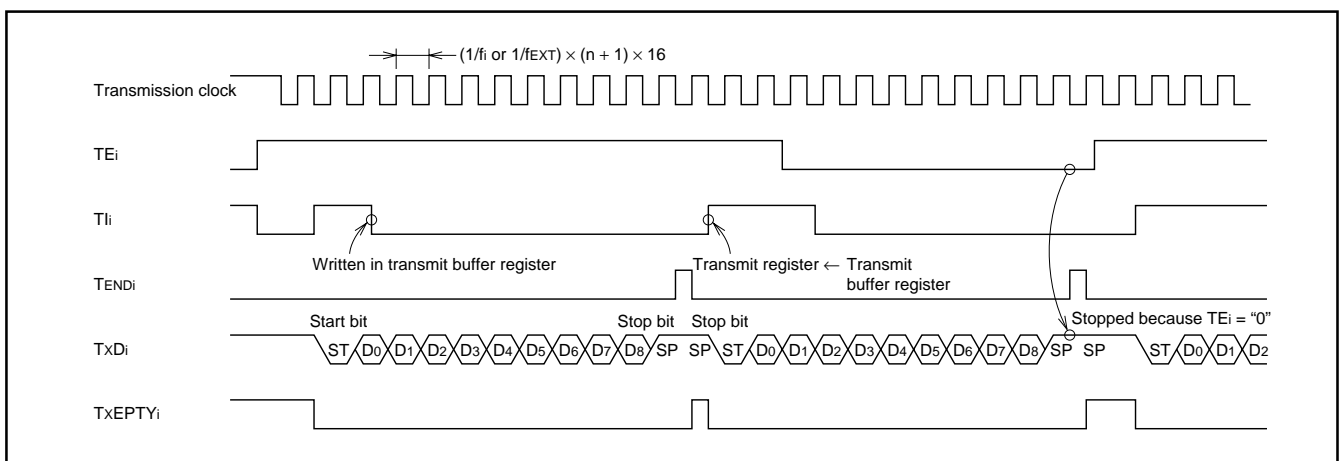 (1/fi or 1/fEXT) × (n + 1) × 16
Transmission clock
TEi
TIi
Written in transmit buffer register
Transmit register ← Transmit
buffer register
TENDi
Start bit
Stop bit
Stop bit
Stopped because TEi = “0”
TxDi
ST D0 D1 D2 D3 D4 D5 D6 D7 D8 SP SP ST D0 D1 D2 D3 D4 D5 D6 D7 D8 SP SP ST D0 D1 D2
TxEPTYi